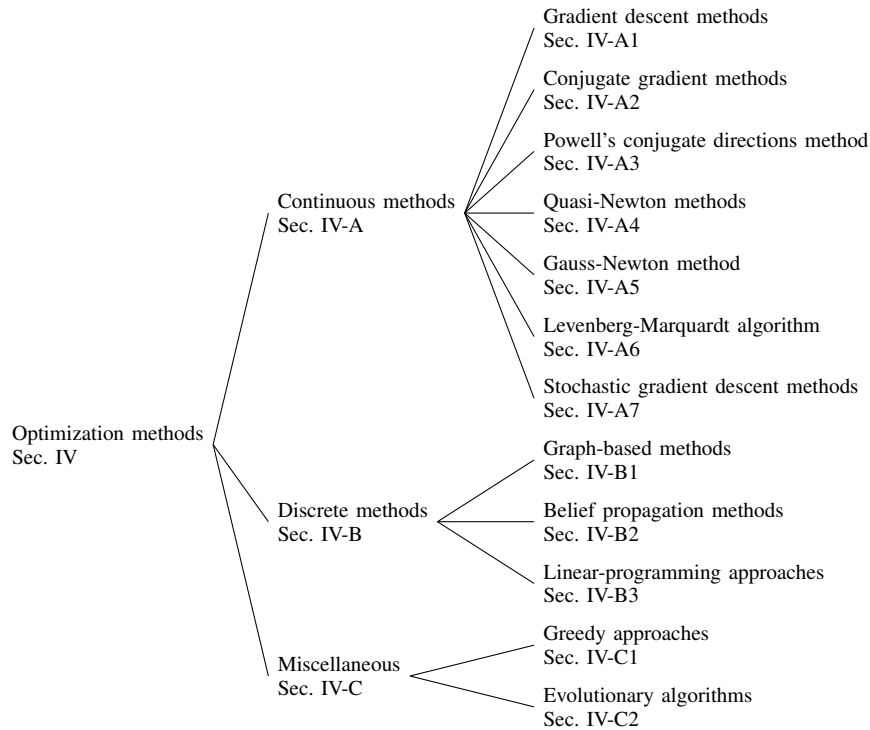 Gradient descent methods
Sec. IV-A1
Conjugate gradient methods
Sec. IV-A2
Powell's conjugate directions method
Sec. IV-A3
Continuous methods
Sec. IV-A
Quasi-Newton methods
Sec. IV-A4
Gauss-Newton method
Sec. IV-A5
Levenberg-Marquardt algorithm
Sec. IV-A6
Stochastic gradient descent methods
Sec. IV-A7
Optimization methods
Sec. IV
Graph-based methods
Sec. IV-B1
Discrete methods
Sec. IV-B
Belief propagation methods
Sec. IV-B2
Linear-programming approaches
Sec. IV-B3
Miscellaneous
Sec. IV-C
Greedy approaches
Sec. IV-C1
Evolutionary algorithms
Sec. IV-C2